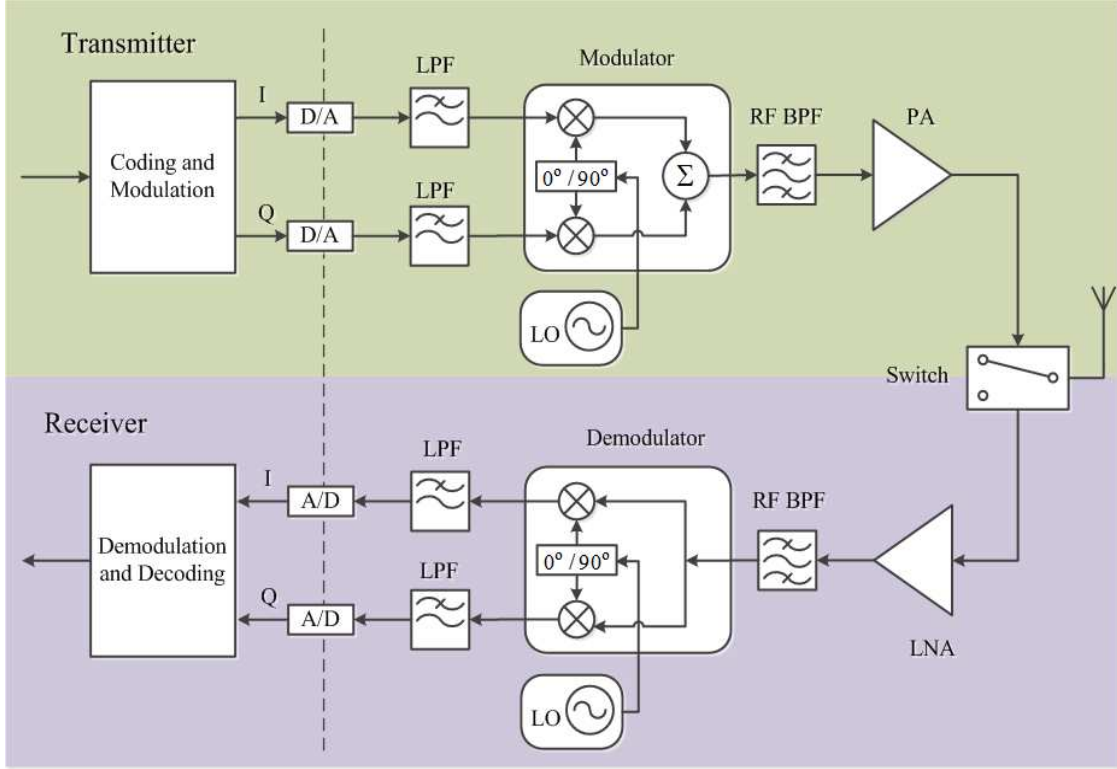 Transmitter
LPF
Modulator
RF BPF
PA
I
D/A
Coding and
Modulation
0° / 90°
Σ
LPF
Q
D/A
LO
Switch
Receiver
LPF
Demodulator
RF BPF
I
A/D
Demodulation
and Decoding
0° / 90°
LPF
Q
A/D
LNA
LO